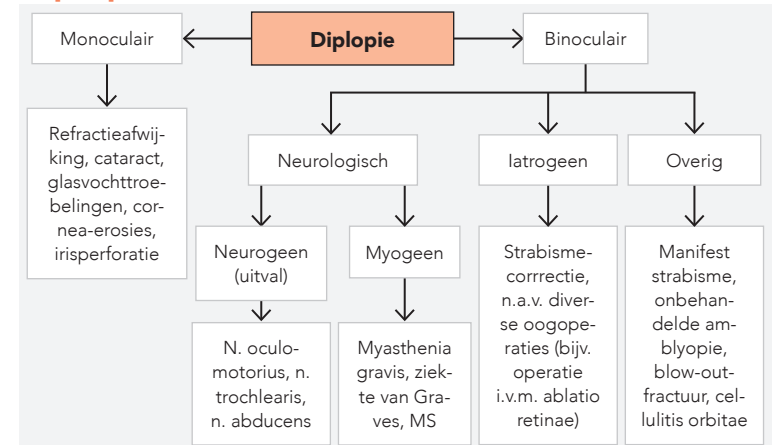 Monoculair
Diplopie
Binoculair
Refractieafwij-
king, cataract,
glasvochttroe-
belingen, cor-
nea-erosies,
irisperforatie
Neurologisch
Iatrogeen
Overig
Neurogeen
(uitval)
Myogeen
Strabisme-
corrrectie,
n.a.v. diver-
se oogope-
raties (bijv.
operatie
i.v.m. ablatio
retinae)
Manifest
strabisme,
onbehan-
delde am-
blyopie,
blow-out-
fractuur, cel-
lulitis orbitae
N. oculo-
motorius, n.
trochlearis,
n. abducens
Myasthenia
gravis, ziek-
te van Gra-
ves, MS